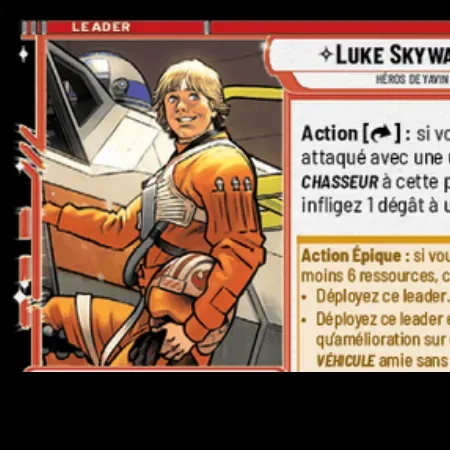 LEADER
LUKE SKYWA
HÉROS DE YAVIN
Action [ ] : si vo
attaqué avec une
CHASSEUR à cette p
infligez 1 dégât à u
Action Épique : si vou
moins 6 ressources, c
• Déployez ce leader.
• Déployez ce leader e
qu'amélioration sur
VÉHICULE amie sans